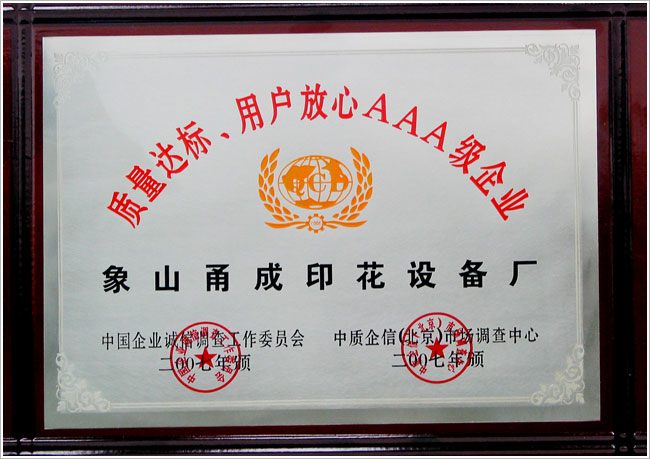 质量达标、用户放心AAA级企业
象山甬成印花设备厂
中国企业诚信调查工作委员会
二00七年颁
中质企信(北京)市场调查中心
二00七年颁